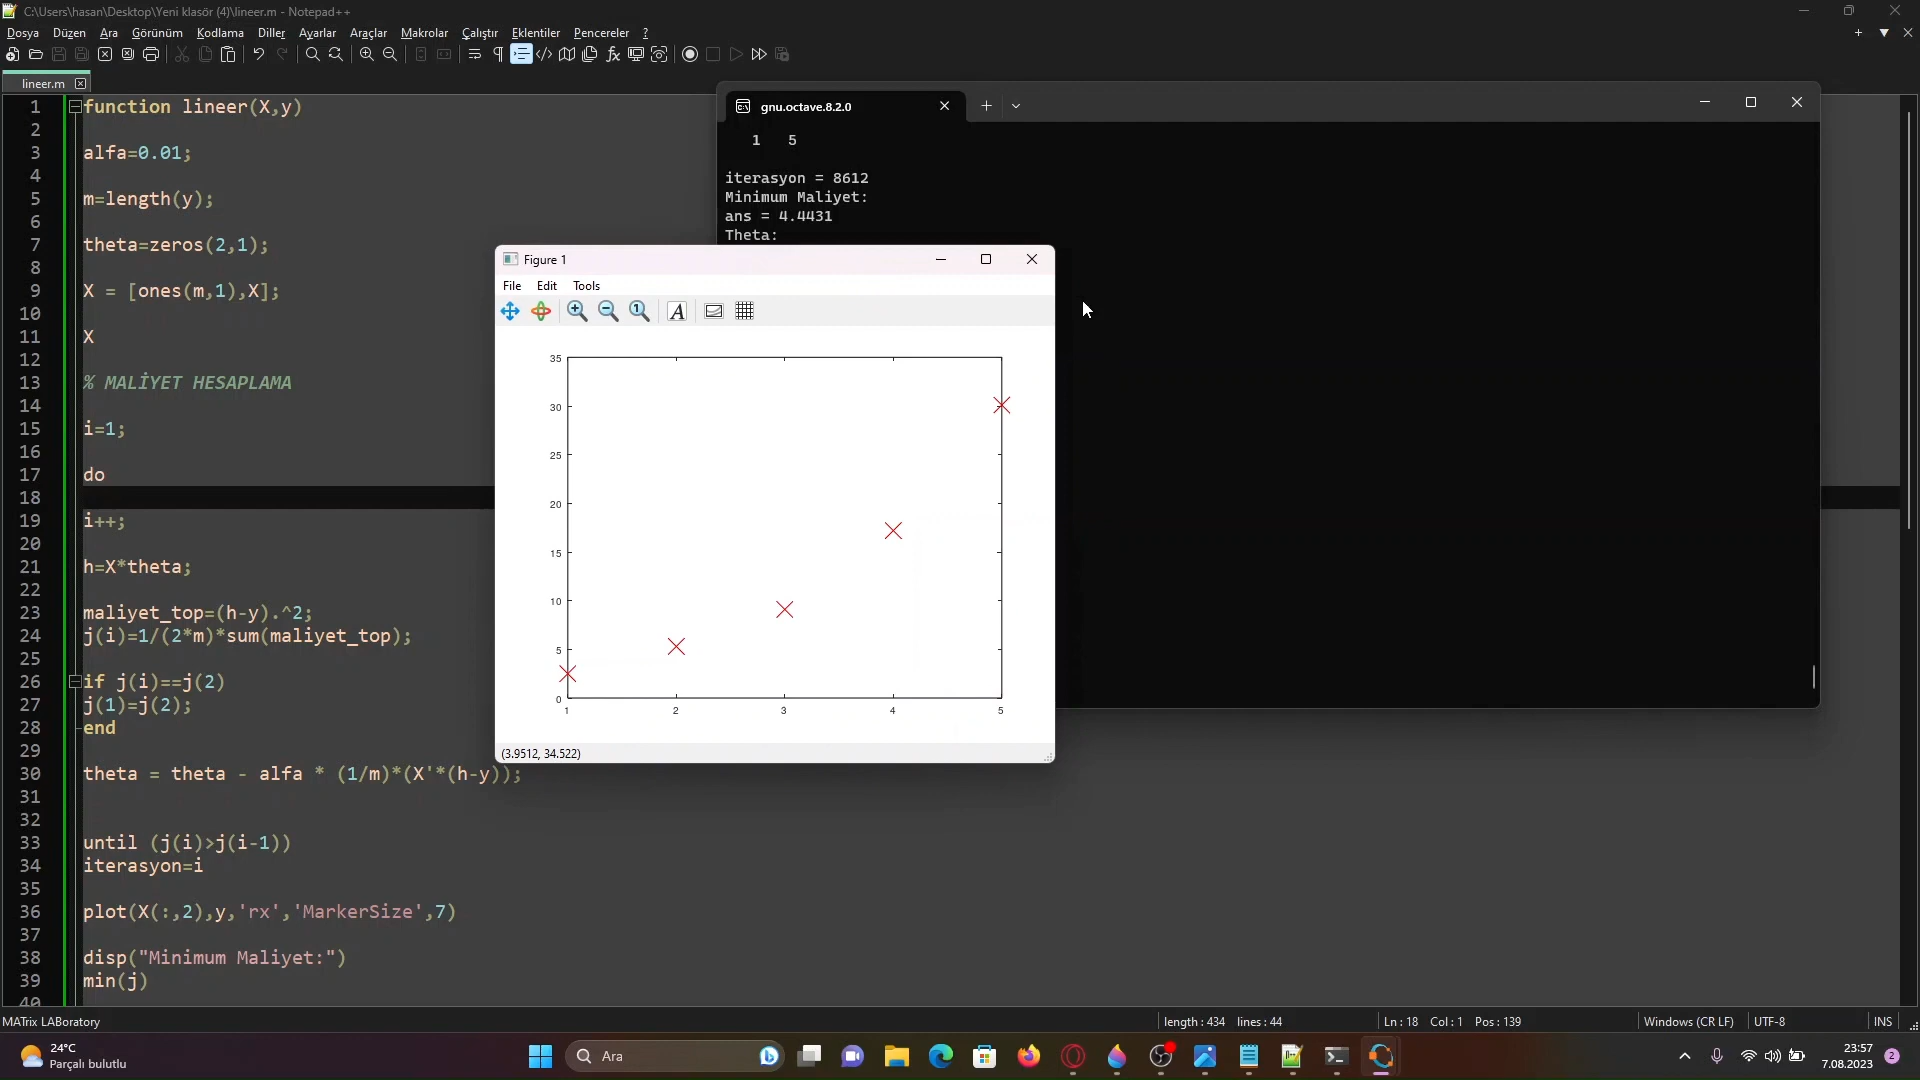 C:\Users\hasan\Desktop\Yeni klasör (4)\lineer.m - Notepad++
Dosya Düzen Ara Görünüm Kodlama Diller Ayarlar Araçlar Makrolar Çalıştır Eklentiler Pencereler ?
lineer.m
1 function lineer(X,y)
2
3 alfa=0.01;
4
5 m=length(y);
6
7 theta=zeros(2,1);
8
9 X = [ones(m,1),X];
10
11 X
12
13 % MALİYET HESAPLAMA
14
15 i=1;
16
17 do
18
19 i++;
20
21 h=X*theta;
22
23 maliyet_top=(h-y).^2;
24 j(i)=1/(2*m)*sum(maliyet_top);
25
26 if j(i)==j(2)
27 j(1)=j(2);
28 end
29
30 theta = theta - alfa * (1/m)*(X'*(h-y));
31
32
33 until (j(i)>j(i-1))
34 iterasyon=i
35
36 plot(X(:,2),y,'rx','MarkerSize',7)
37
38 disp("Minimum Maliyet:")
39 min(j)
40
gnu.octave.8.2.0
1 5
iterasyon = 8612
Minimum Maliyet:
ans = 4.4431
Theta:
Figure 1
File Edit Tools
A
35
30
25
20
15
10
5
0
1 2 3 4 5
(3.9512, 34.522)
MATrix LABoratory
length : 434 lines : 44
Ln : 18 Col : 1 Pos : 139
Windows (CR LF)
UTF-8
INS
24°C
Parçalı bulutlu
Ara
23:57
7.08.2023
2